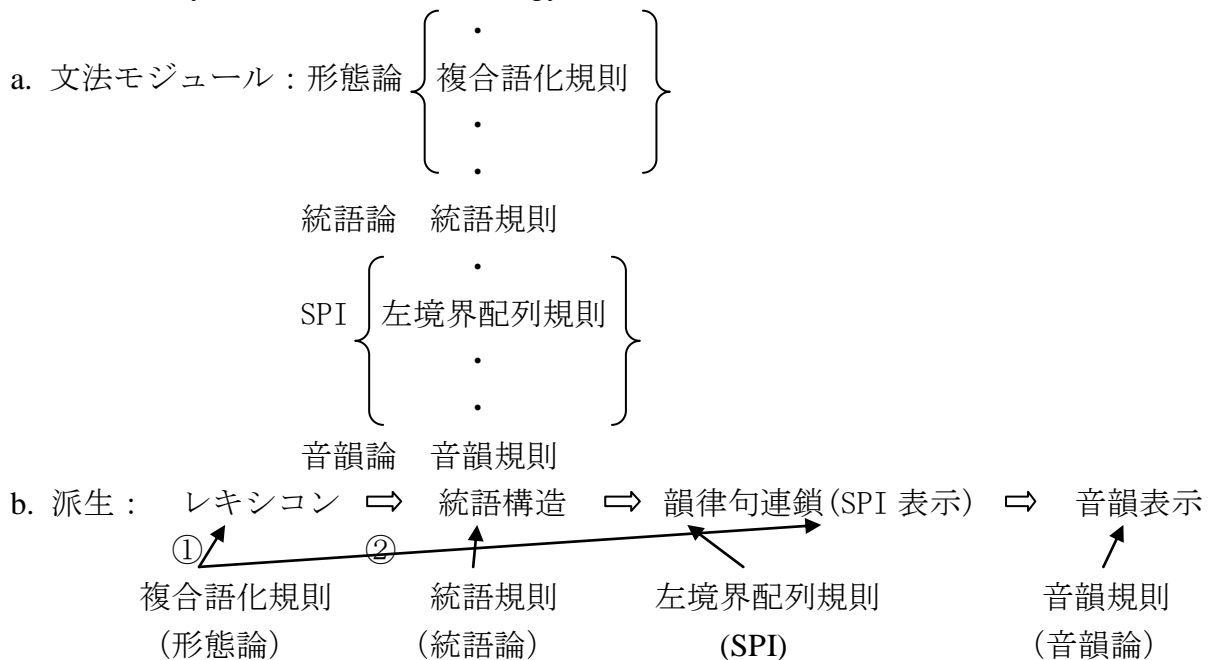 ・
a. 文法モジュール：形態論 複合語化規則
・
・
統語論 統語規則
・
SPI 左境界配列規則
・
・
音韻論 音韻規則
b. 派生： レキシコン ⇨ 統語構造 ⇨ 韻律句連鎖(SPI 表示) ⇨ 音韻表示
① ②
複合語化規則 統語規則 左境界配列規則 音韻規則
(形態論) (統語論) (SPI) (音韻論)